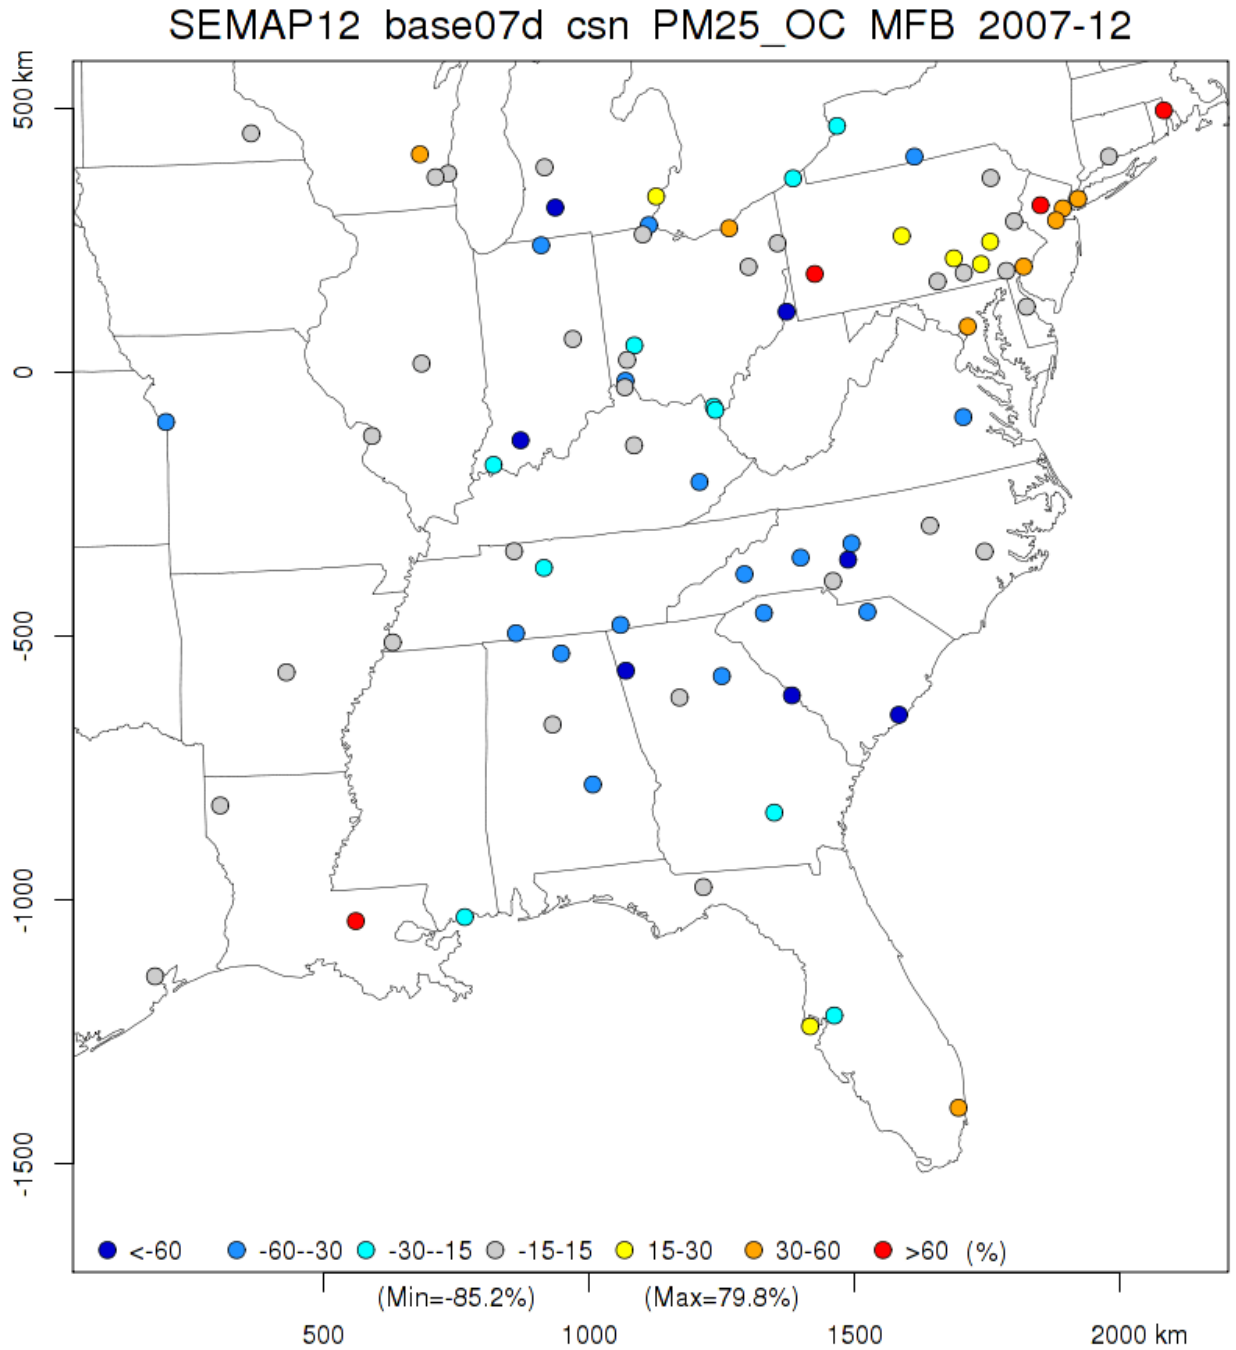 SEMAP12 base07d csn PM25_OC MFB 2007-12
500 km
0
-500
-1000
-1500
<-60 -60--30 -30--15 -15-15 15-30 30-60 >60 (%)
(Min=-85.2%) (Max=79.8%)
500 1000 1500 2000 km